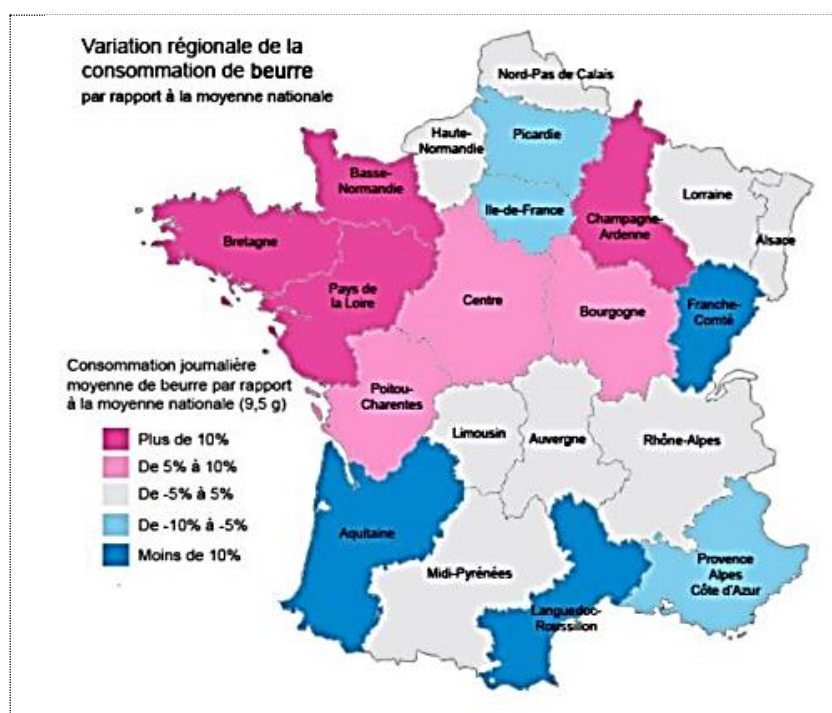 Variation régionale de la
consommation de beurre
par rapport à la moyenne nationale
Nord-Pas de Calais
Haute-
Normandie
Picardie
Basse-
Normandie
Ile-de-France
Champagne-
Ardenne
Lorraine
Alsace
Bretagne
Pays de
la Loire
Centre
Bourgogne
Franche-
Comté
Consommation journalière
moyenne de beurre par rapport
à la moyenne nationale (9,5 g)
Plus de 10%
De 5% à 10%
De -5% à 5%
De -10% à -5%
Moins de 10%
Poitou-
Charentes
Limousin
Auvergne
Rhône-Alpes
Aquitaine
Midi-Pyrénées
Languedoc-
Roussillon
Provence
Alpes
Côte d'Azur